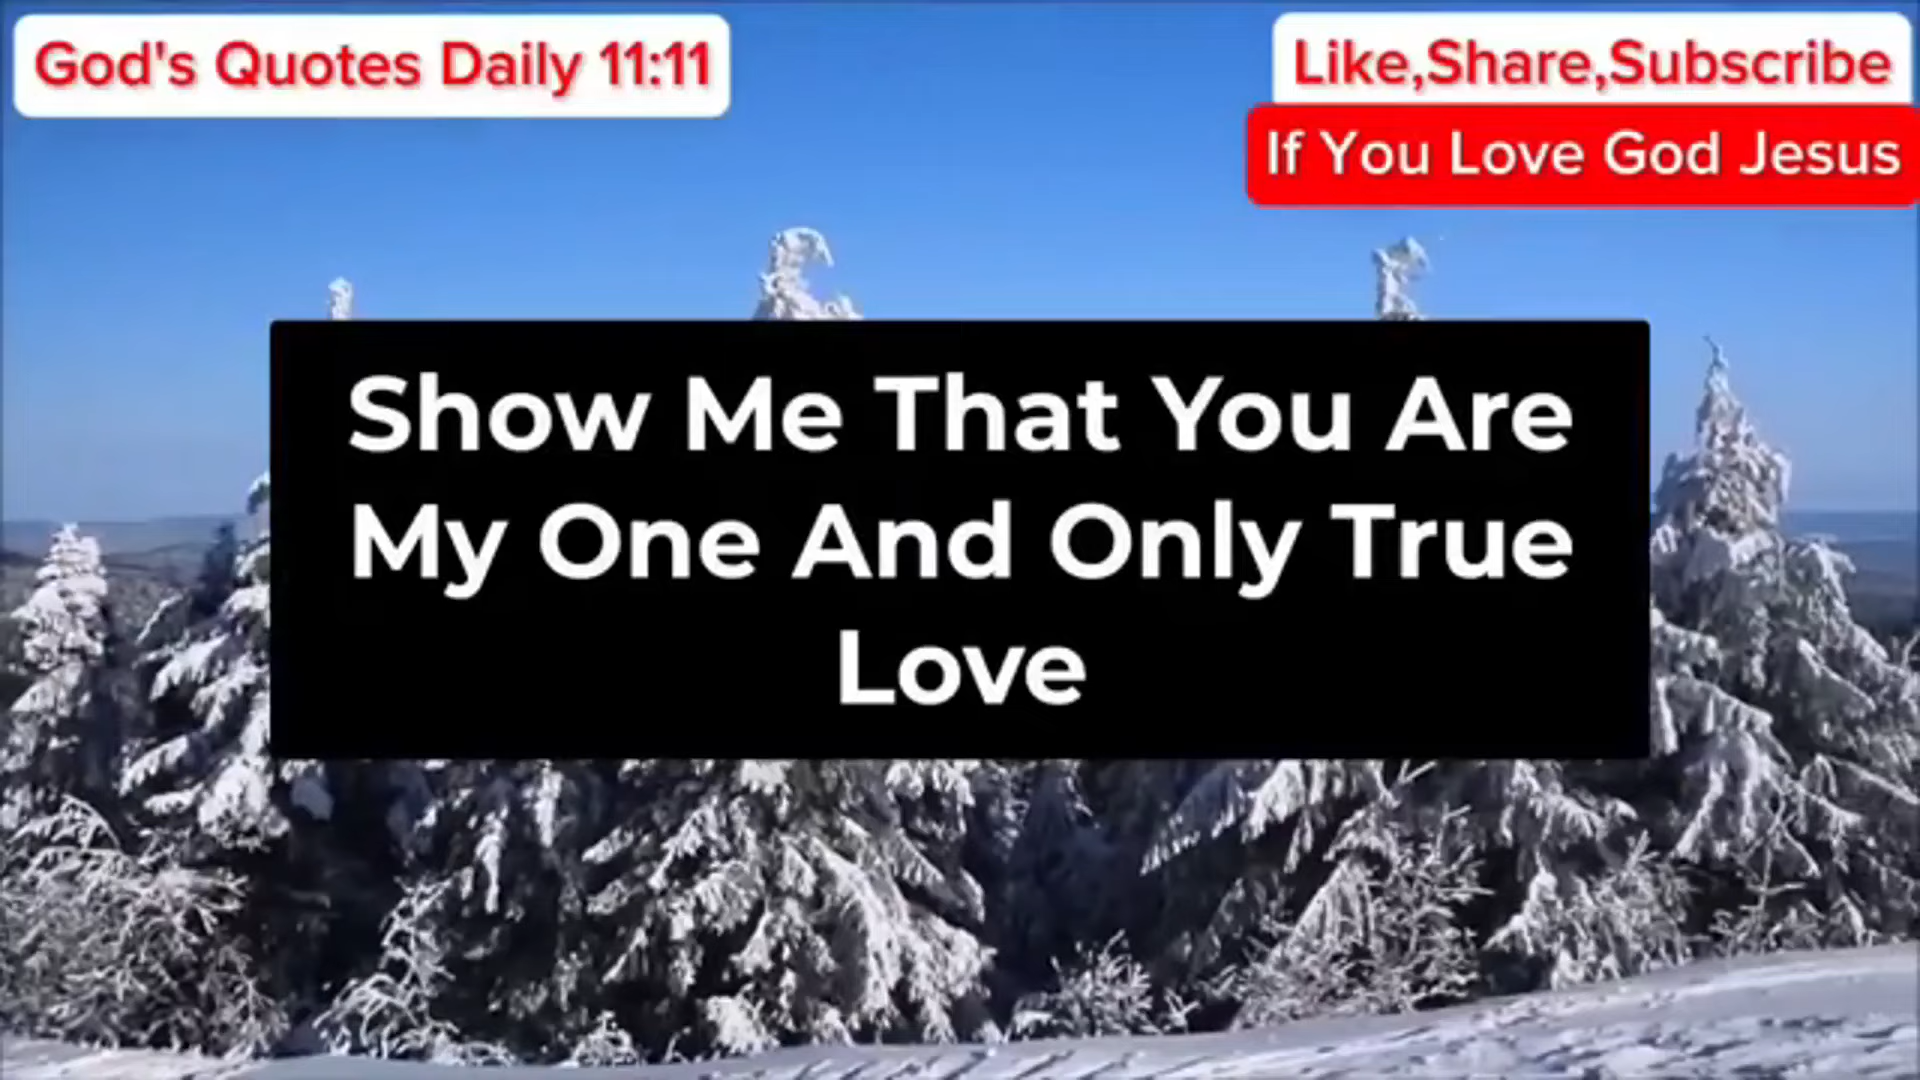 God's Quotes Daily 11:11
Like,Share,Subscribe
If You Love God Jesus
Show Me That You Are
My One And Only True
Love